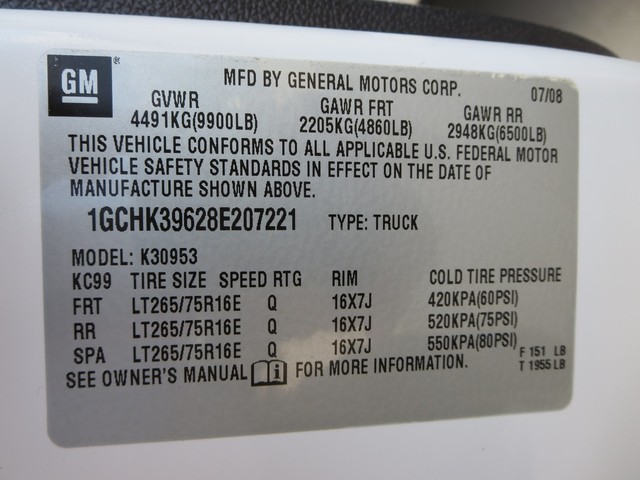 GM ®
MFD BY GENERAL MOTORS CORP. 07/08
GVWR GAWR FRT GAWR RR
4491KG(9900LB) 2205KG(4860LB) 2948KG(6500LB)
THIS VEHICLE CONFORMS TO ALL APPLICABLE U.S. FEDERAL MOTOR
VEHICLE SAFETY STANDARDS IN EFFECT ON THE DATE OF
MANUFACTURE SHOWN ABOVE.
1GCHK39628E207221 TYPE: TRUCK
MODEL: K30953
KC99 TIRE SIZE SPEED RTG RIM COLD TIRE PRESSURE
FRT LT265/75R16E Q 16X7J 420KPA(60PSI)
RR LT265/75R16E Q 16X7J 520KPA(75PSI)
SPA LT265/75R16E Q 16X7J 550KPA(80PSI)
F 151 LB
SEE OWNER'S MANUAL FOR MORE INFORMATION. T 1955 LB